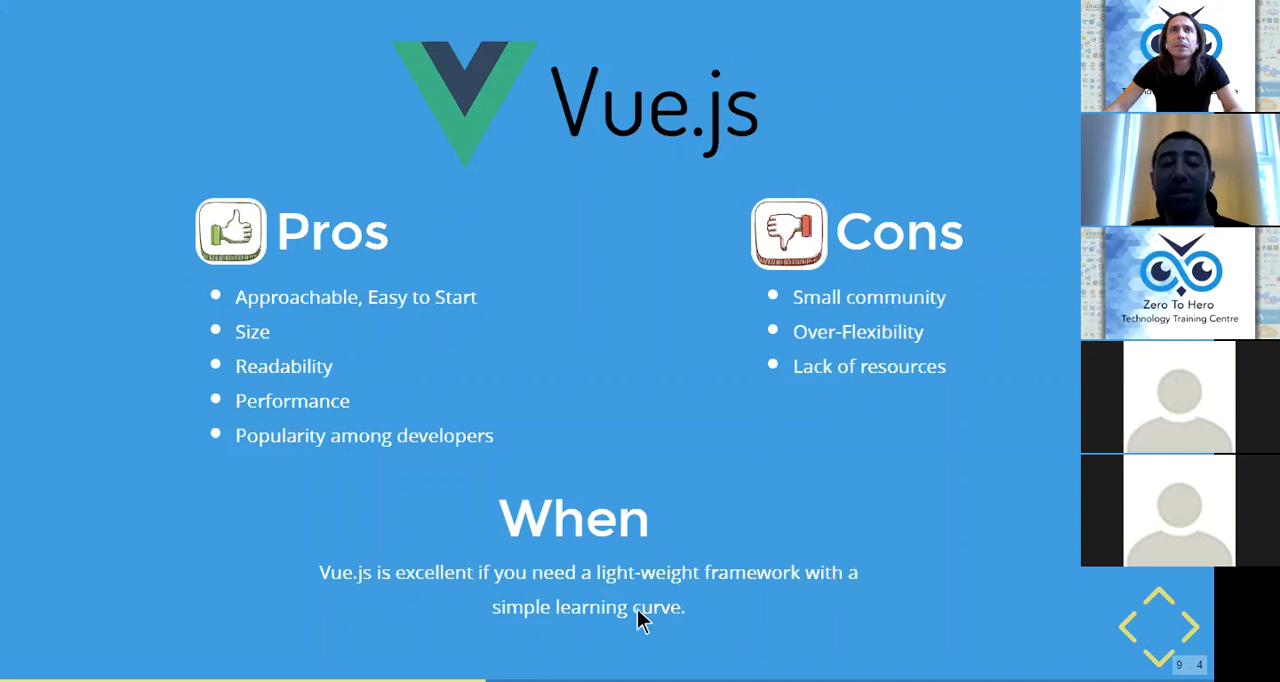 Vue.js
Pros
Approachable, Easy to Start
Size
Readability
Performance
Popularity among developers
Cons
Small community
Over-Flexibility
Lack of resources
When
Vue.js is excellent if you need a light-weight framework with a
simple learning curve.
Zero To Hero
Technology Training Centre
9 . 4